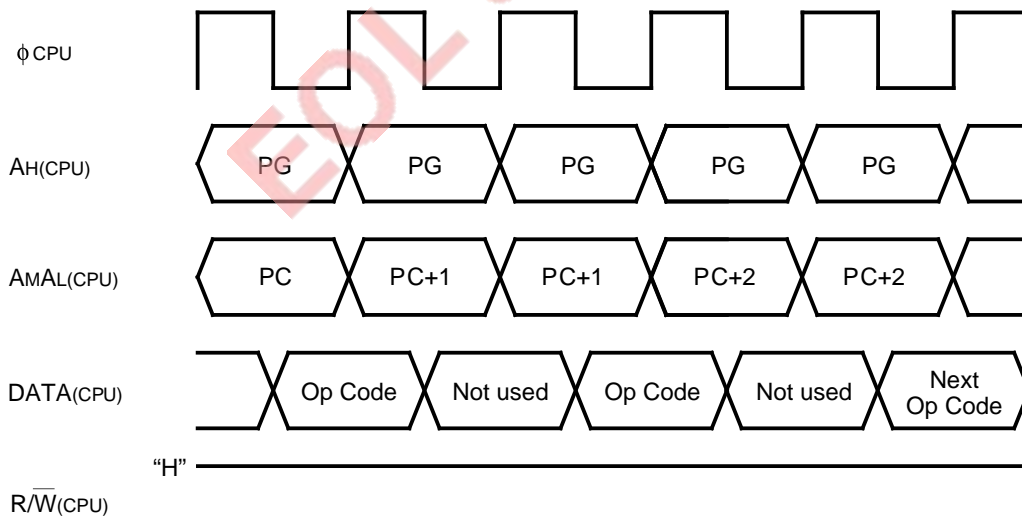 EOL
φ CPU
AH(CPU) PG PG PG PG PG
AMAL(CPU) PC PC+1 PC+1 PC+2 PC+2
DATA(CPU) Op Code Not used Op Code Not used Next Op Code
“H”
R/W̅(CPU)